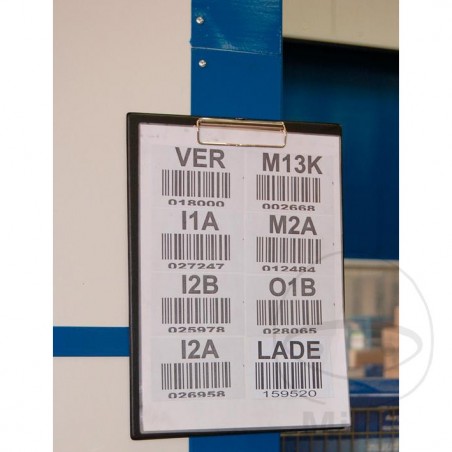 VER
018000
M13K
002668
I1A
027247
M2A
012484
I2B
025978
O1B
028065
I2A
026958
LADE
159520